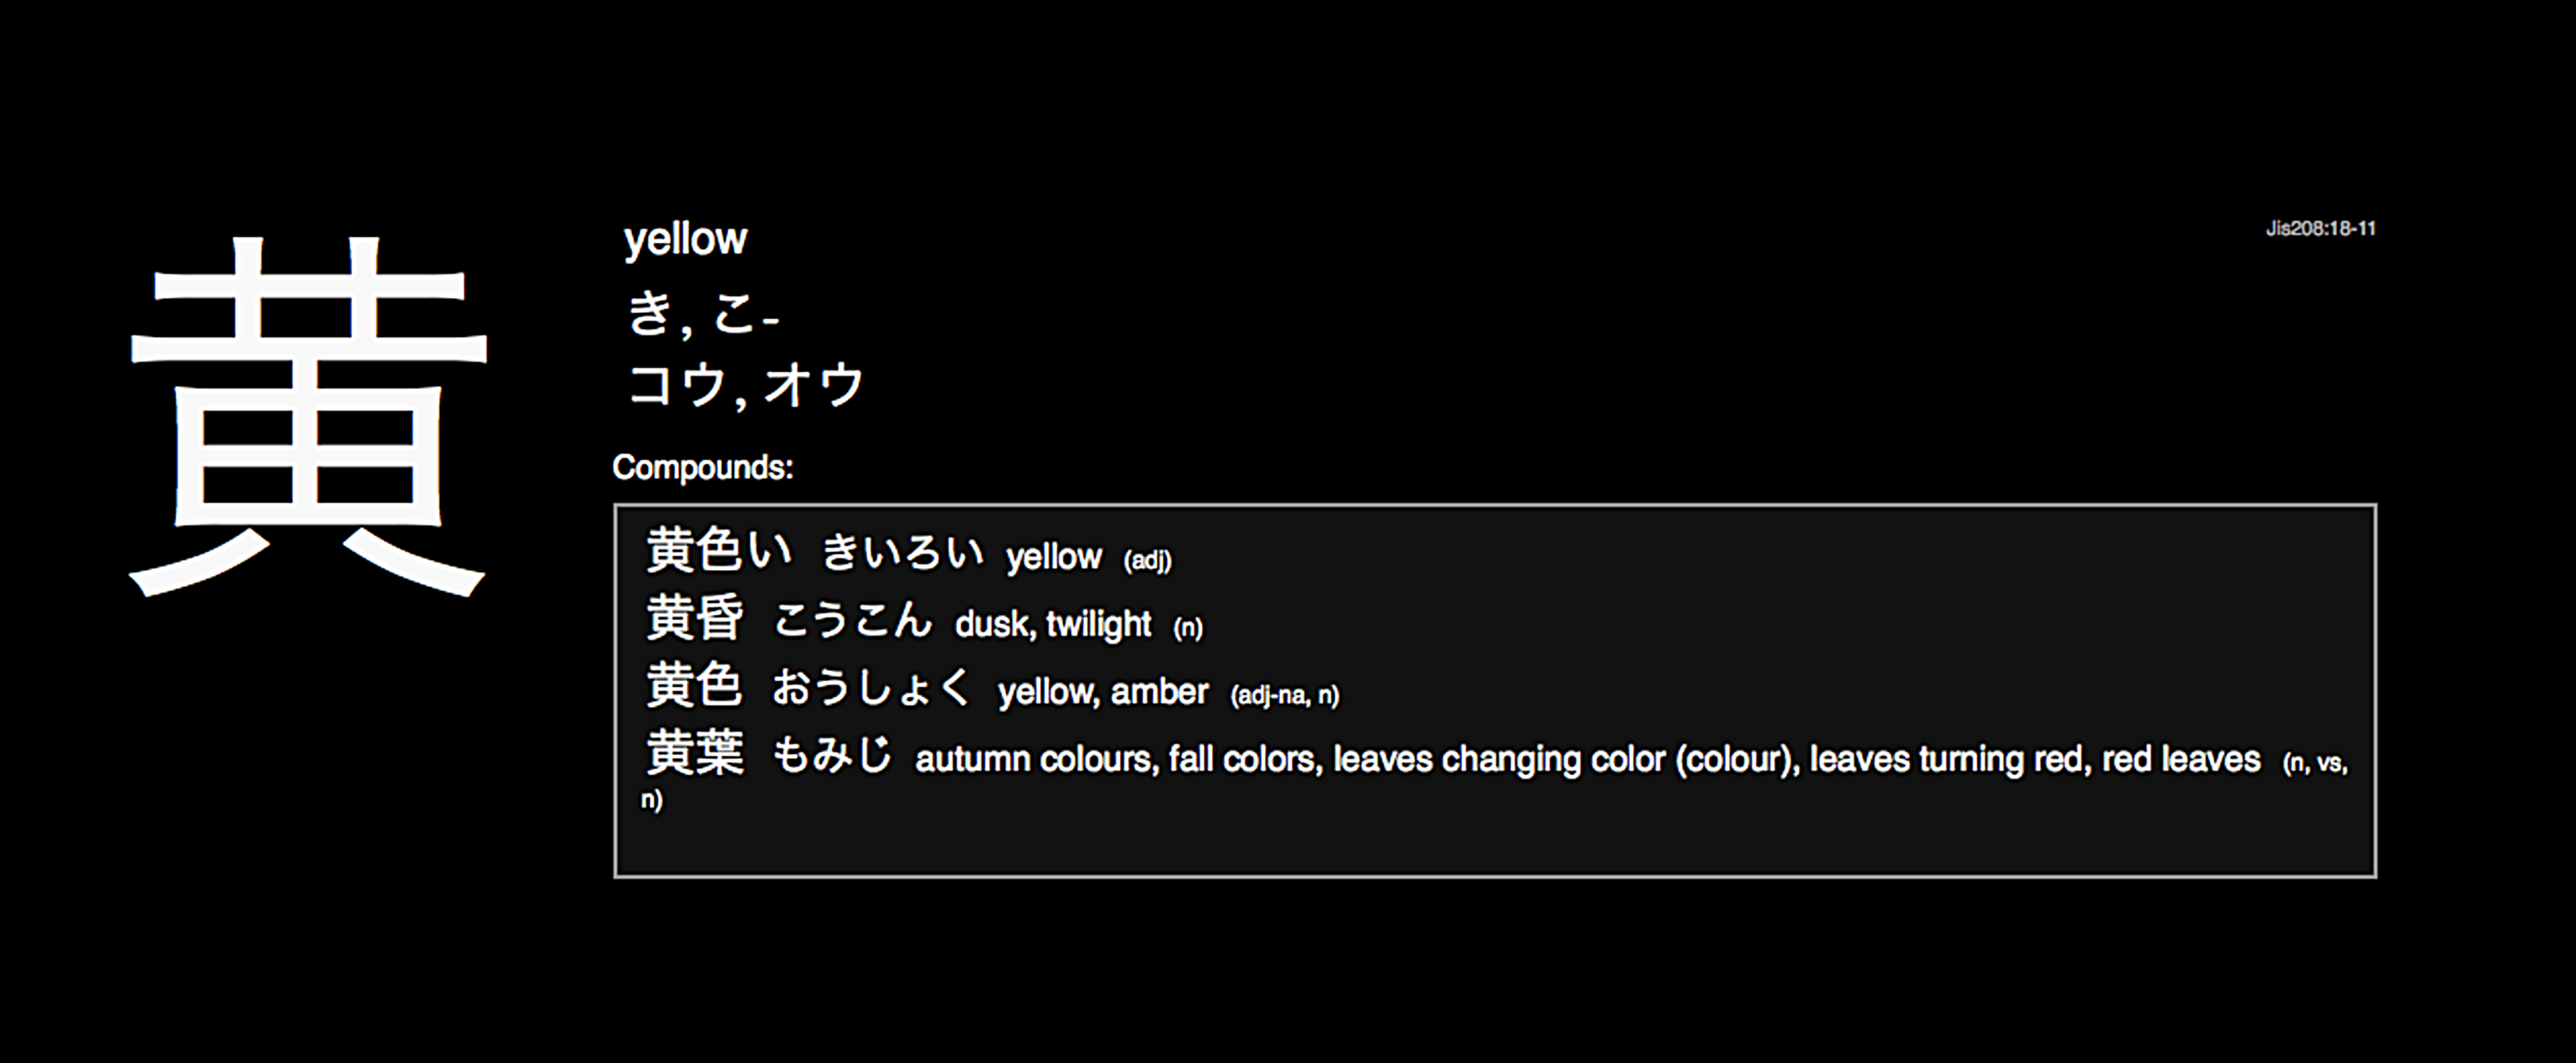 黄
yellow
Jis208:18-11
き, こ-
コウ, オウ
Compounds:
黄色い きいろい yellow (adj)
黄昏 こうこん dusk, twilight (n)
黄色 おうしょく yellow, amber (adj-na, n)
黄葉 もみじ autumn colours, fall colors, leaves changing color (colour), leaves turning red, red leaves (n, vs,
n)